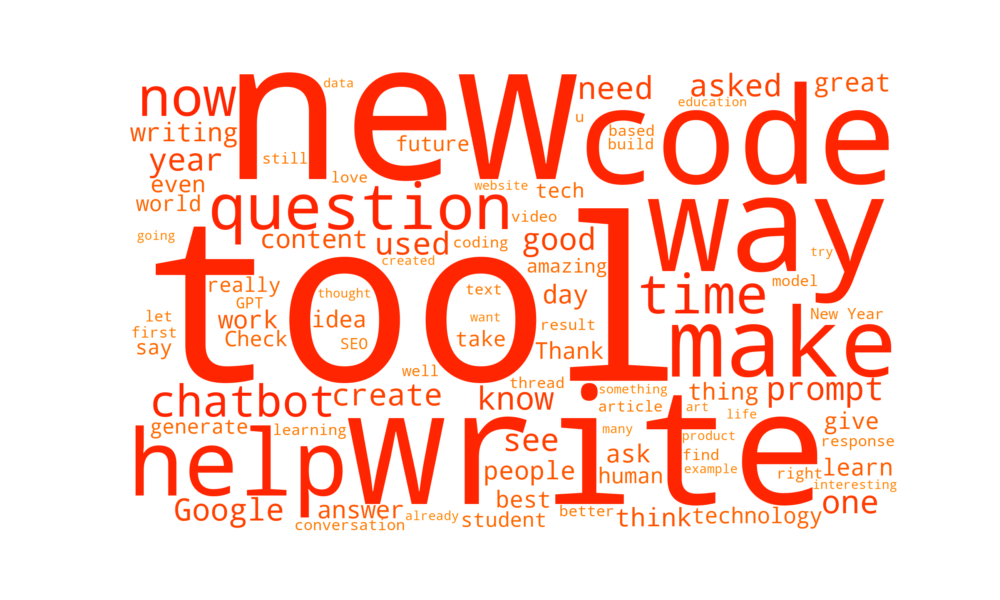 new
data
need
asked
great
now
education
code
u
writing
based
future
build
year
still
love
even
website
tech
way
world
question
video
going
content
used
coding
good
try
created
amazing
tool
really
time
model
GPT
thought
text
day
let
work
idea
want
New Year
first
result
make
say
Check
SEO
take
Thank
well
chatbot
create
know
thread
something
thing
prompt
article
art
life
generate
learning
help
write
see
many
product
give
response
people
ask
find
human
example
right
learn
interesting
Google
answer
best
one
conversation
already
student
better
think
technology